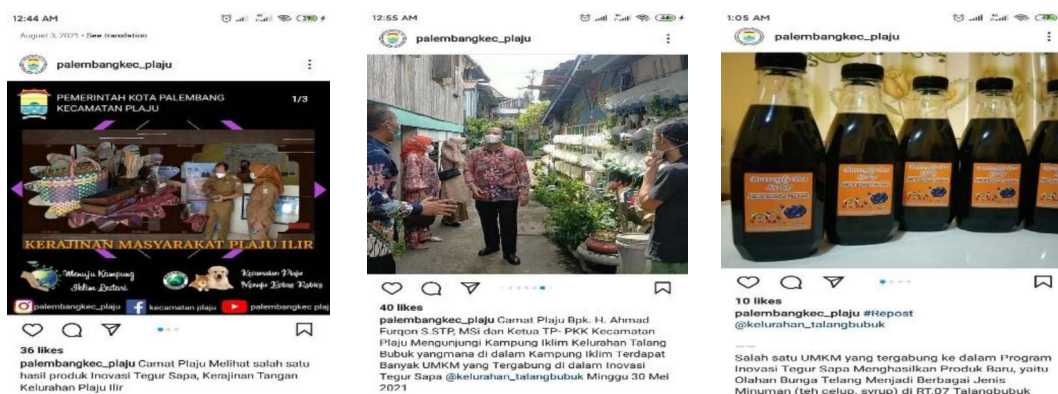 12:44 AM
August 3, 2021 • See translation
palembangkec_plaju
PEMERINTAH KOTA PALEMBANG
KECAMATAN PLAJU
1/3
KERAJINAN MASYARAKAT PLAJU ILIR
Menuju Kampung
Iklim Lestari
Kecamatan Plaju
Menuju Bebas Rabies
palembangkec_plaju
kecamatan plaju
palembangkec plaj
36 likes
palembangkec_plaju Camat Plaju Melihat salah satu
hasil produk Inovasi Tegur Sapa, Kerajinan Tangan
Kelurahan Plaju Ilir
12:55 AM
palembangkec_plaju
40 likes
palembangkec_plaju Camat Plaju Bpk. H. Ahmad
Furqon S.STP, MSi dan Ketua TP- PKK Kecamatan
Plaju Mengunjungi Kampung Iklim Kelurahan Talang
Bubuk yangmana di dalam Kampung Iklim Terdapat
Banyak UMKM yang Tergabung di dalam Inovasi
Tegur Sapa @kelurahan_talangbubuk Minggu 30 Mei
2021
1:05 AM
palembangkec_plaju
10 likes
palembangkec_plaju #Repost
@kelurahan_talangbubuk
——
Salah satu UMKM yang tergabung ke dalam Program
Inovasi Tegur Sapa Menghasilkan Produk Baru, yaitu
Olahan Bunga Telang Menjadi Berbagai Jenis
Minuman (teh celup, syrup) di RT.07 Talangbubuk